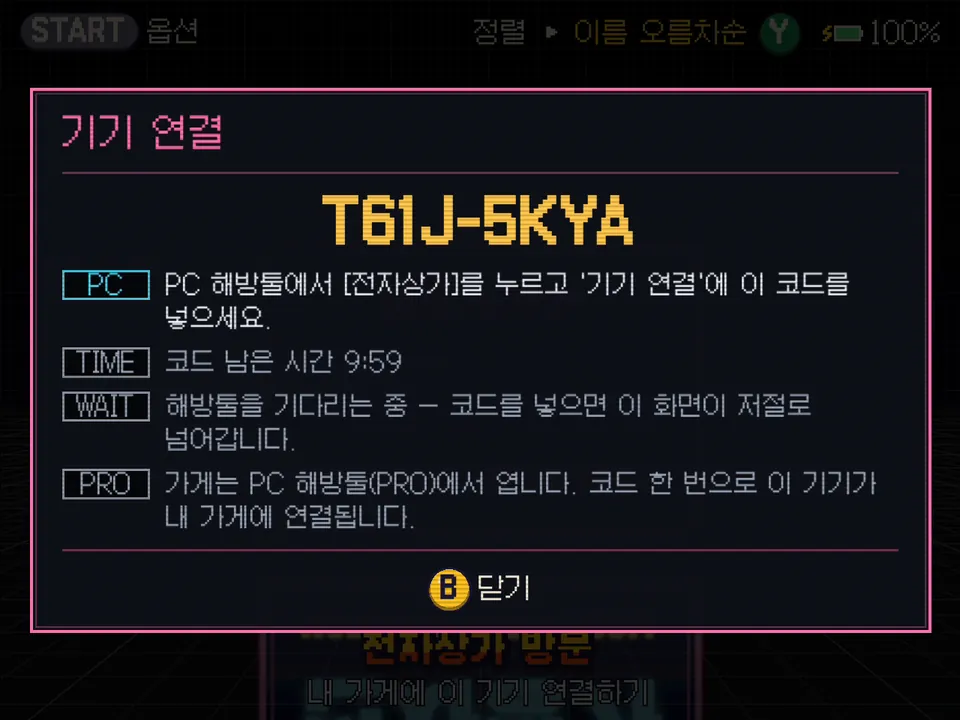 START 옵션
정렬 ▸ 이름 오름차순 Y 100%
기기 연결
T61J-5KYA
PC PC 해방툴에서 [전자상가]를 누르고 '기기 연결'에 이 코드를
넣으세요.
TIME 코드 남은 시간 9:59
WAIT 해방툴을 기다리는 중 — 코드를 넣으면 이 화면이 저절로
넘어갑니다.
PRO 가게는 PC 해방툴(PRO)에서 엽니다. 코드 한 번으로 이 기기가
내 가게에 연결됩니다.
B 닫기
전자상가 방문
내 가게에 이 기기 연결하기